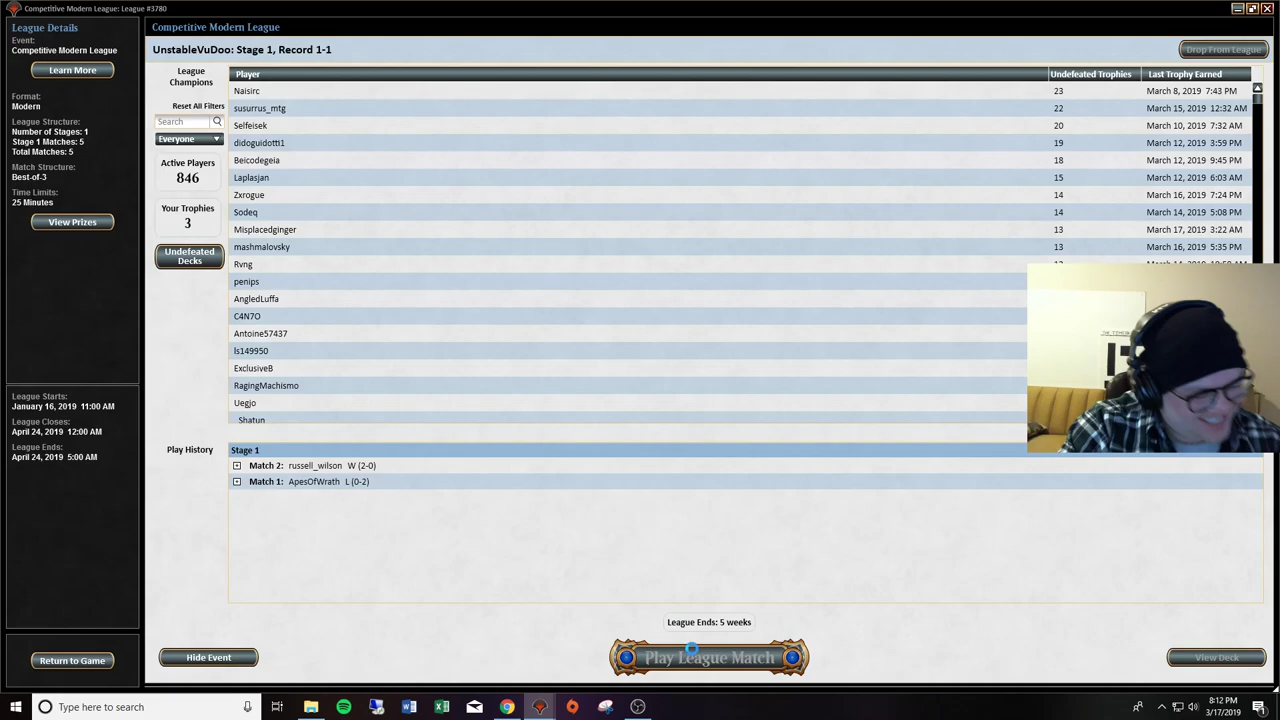 Competitive Modern League: League #3780
League Details
Event:
Competitive Modern League
Learn More
Format:
Modern
League Structure:
Number of Stages: 1
Stage 1 Matches: 5
Total Matches: 5
Match Structure:
Best-of-3
Time Limits:
25 Minutes
View Prizes
League Starts:
January 16, 2019 11:00 AM
League Closes:
April 24, 2019 12:00 AM
League Ends:
April 24, 2019 5:00 AM
Return to Game
Competitive Modern League
UnstableVuDoo: Stage 1, Record 1-1
Drop From League
League
Champions
Reset All Filters
Search
Everyone
Active Players
846
Your Trophies
3
Undefeated
Decks
Player Undefeated Trophies Last Trophy Earned
Naisirc 23 March 8, 2019 7:43 PM
susurrus_mtg 22 March 15, 2019 12:32 AM
Selfeisek 20 March 10, 2019 7:32 AM
didoguidotti1 19 March 12, 2019 3:59 PM
Beicodegeia 18 March 12, 2019 9:45 PM
Laplasjan 15 March 12, 2019 6:03 AM
Zxrogue 14 March 16, 2019 7:24 PM
Sodeq 14 March 14, 2019 5:08 PM
Misplacedginger 13 March 17, 2019 3:22 AM
mashmalovsky 13 March 16, 2019 5:35 PM
Rvng
penips
AngledLuffa
C4N7O
Antoine57437
ls149950
ExclusiveB
RagingMachismo
Uegjo
Shatun
Play History
Stage 1
Match 2: russell_wilson W (2-0)
Match 1: ApesOfWrath L (0-2)
League Ends: 5 weeks
Hide Event
Play League Match
View Deck
Type here to search
8:12 PM
3/17/2019